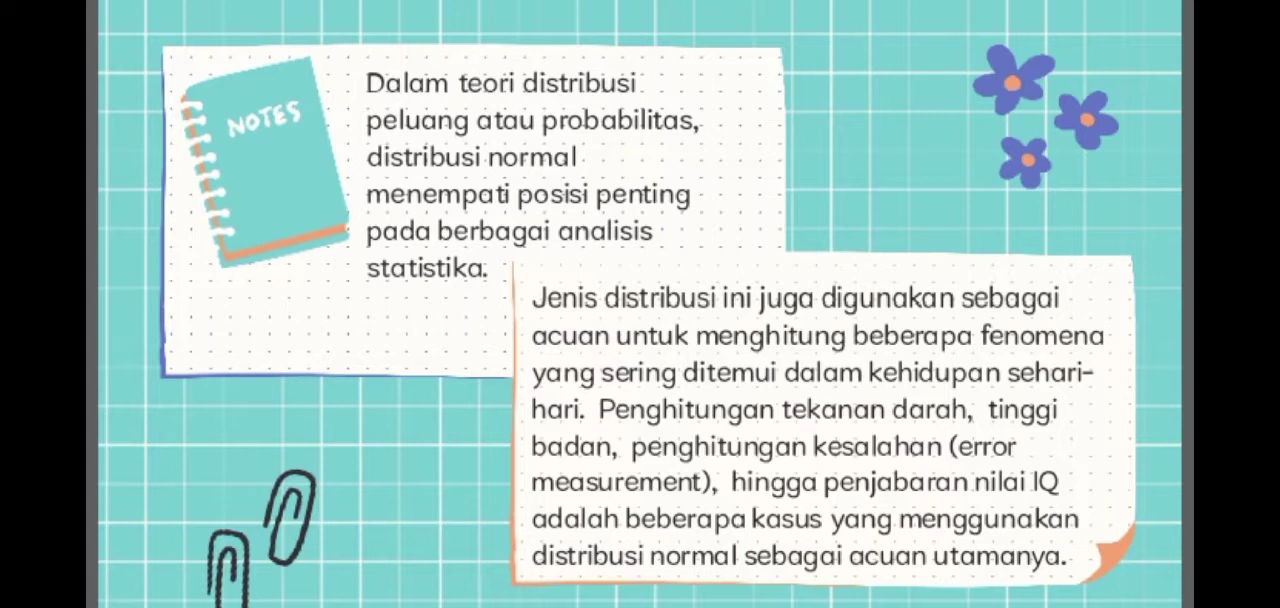 NOTES
Dalam teori distribusi
peluang atau probabilitas,
distribusi normal
menempati posisi penting
pada berbagai analisis
statistika.
Jenis distribusi ini juga digunakan sebagai
acuan untuk menghitung beberapa fenomena
yang sering ditemui dalam kehidupan sehari-
hari. Penghitungan tekanan darah, tinggi
badan, penghitungan kesalahan (error
measurement), hingga penjabaran nilai IQ
adalah beberapa kasus yang menggunakan
distribusi normal sebagai acuan utamanya.